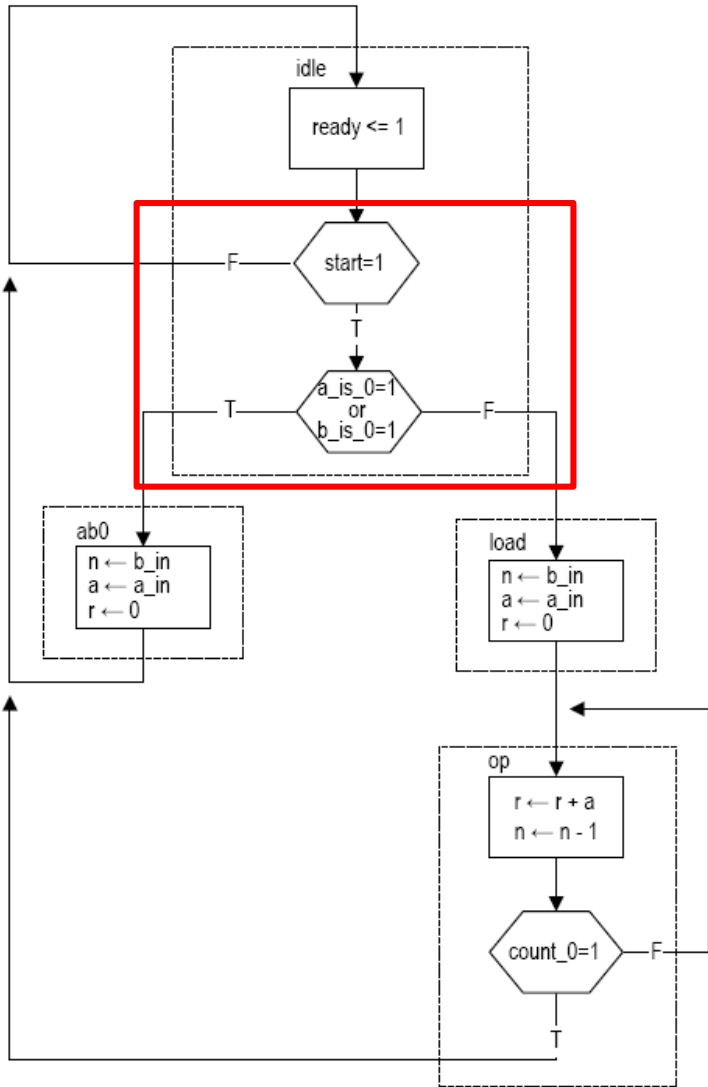 idle
ready <= 1
start=1
F
T
a_is_0=1
or
b_is_0=1
T
F
ab0
n ← b_in
a ← a_in
r ← 0
load
n ← b_in
a ← a_in
r ← 0
op
r ← r + a
n ← n - 1
count_0=1
F
T